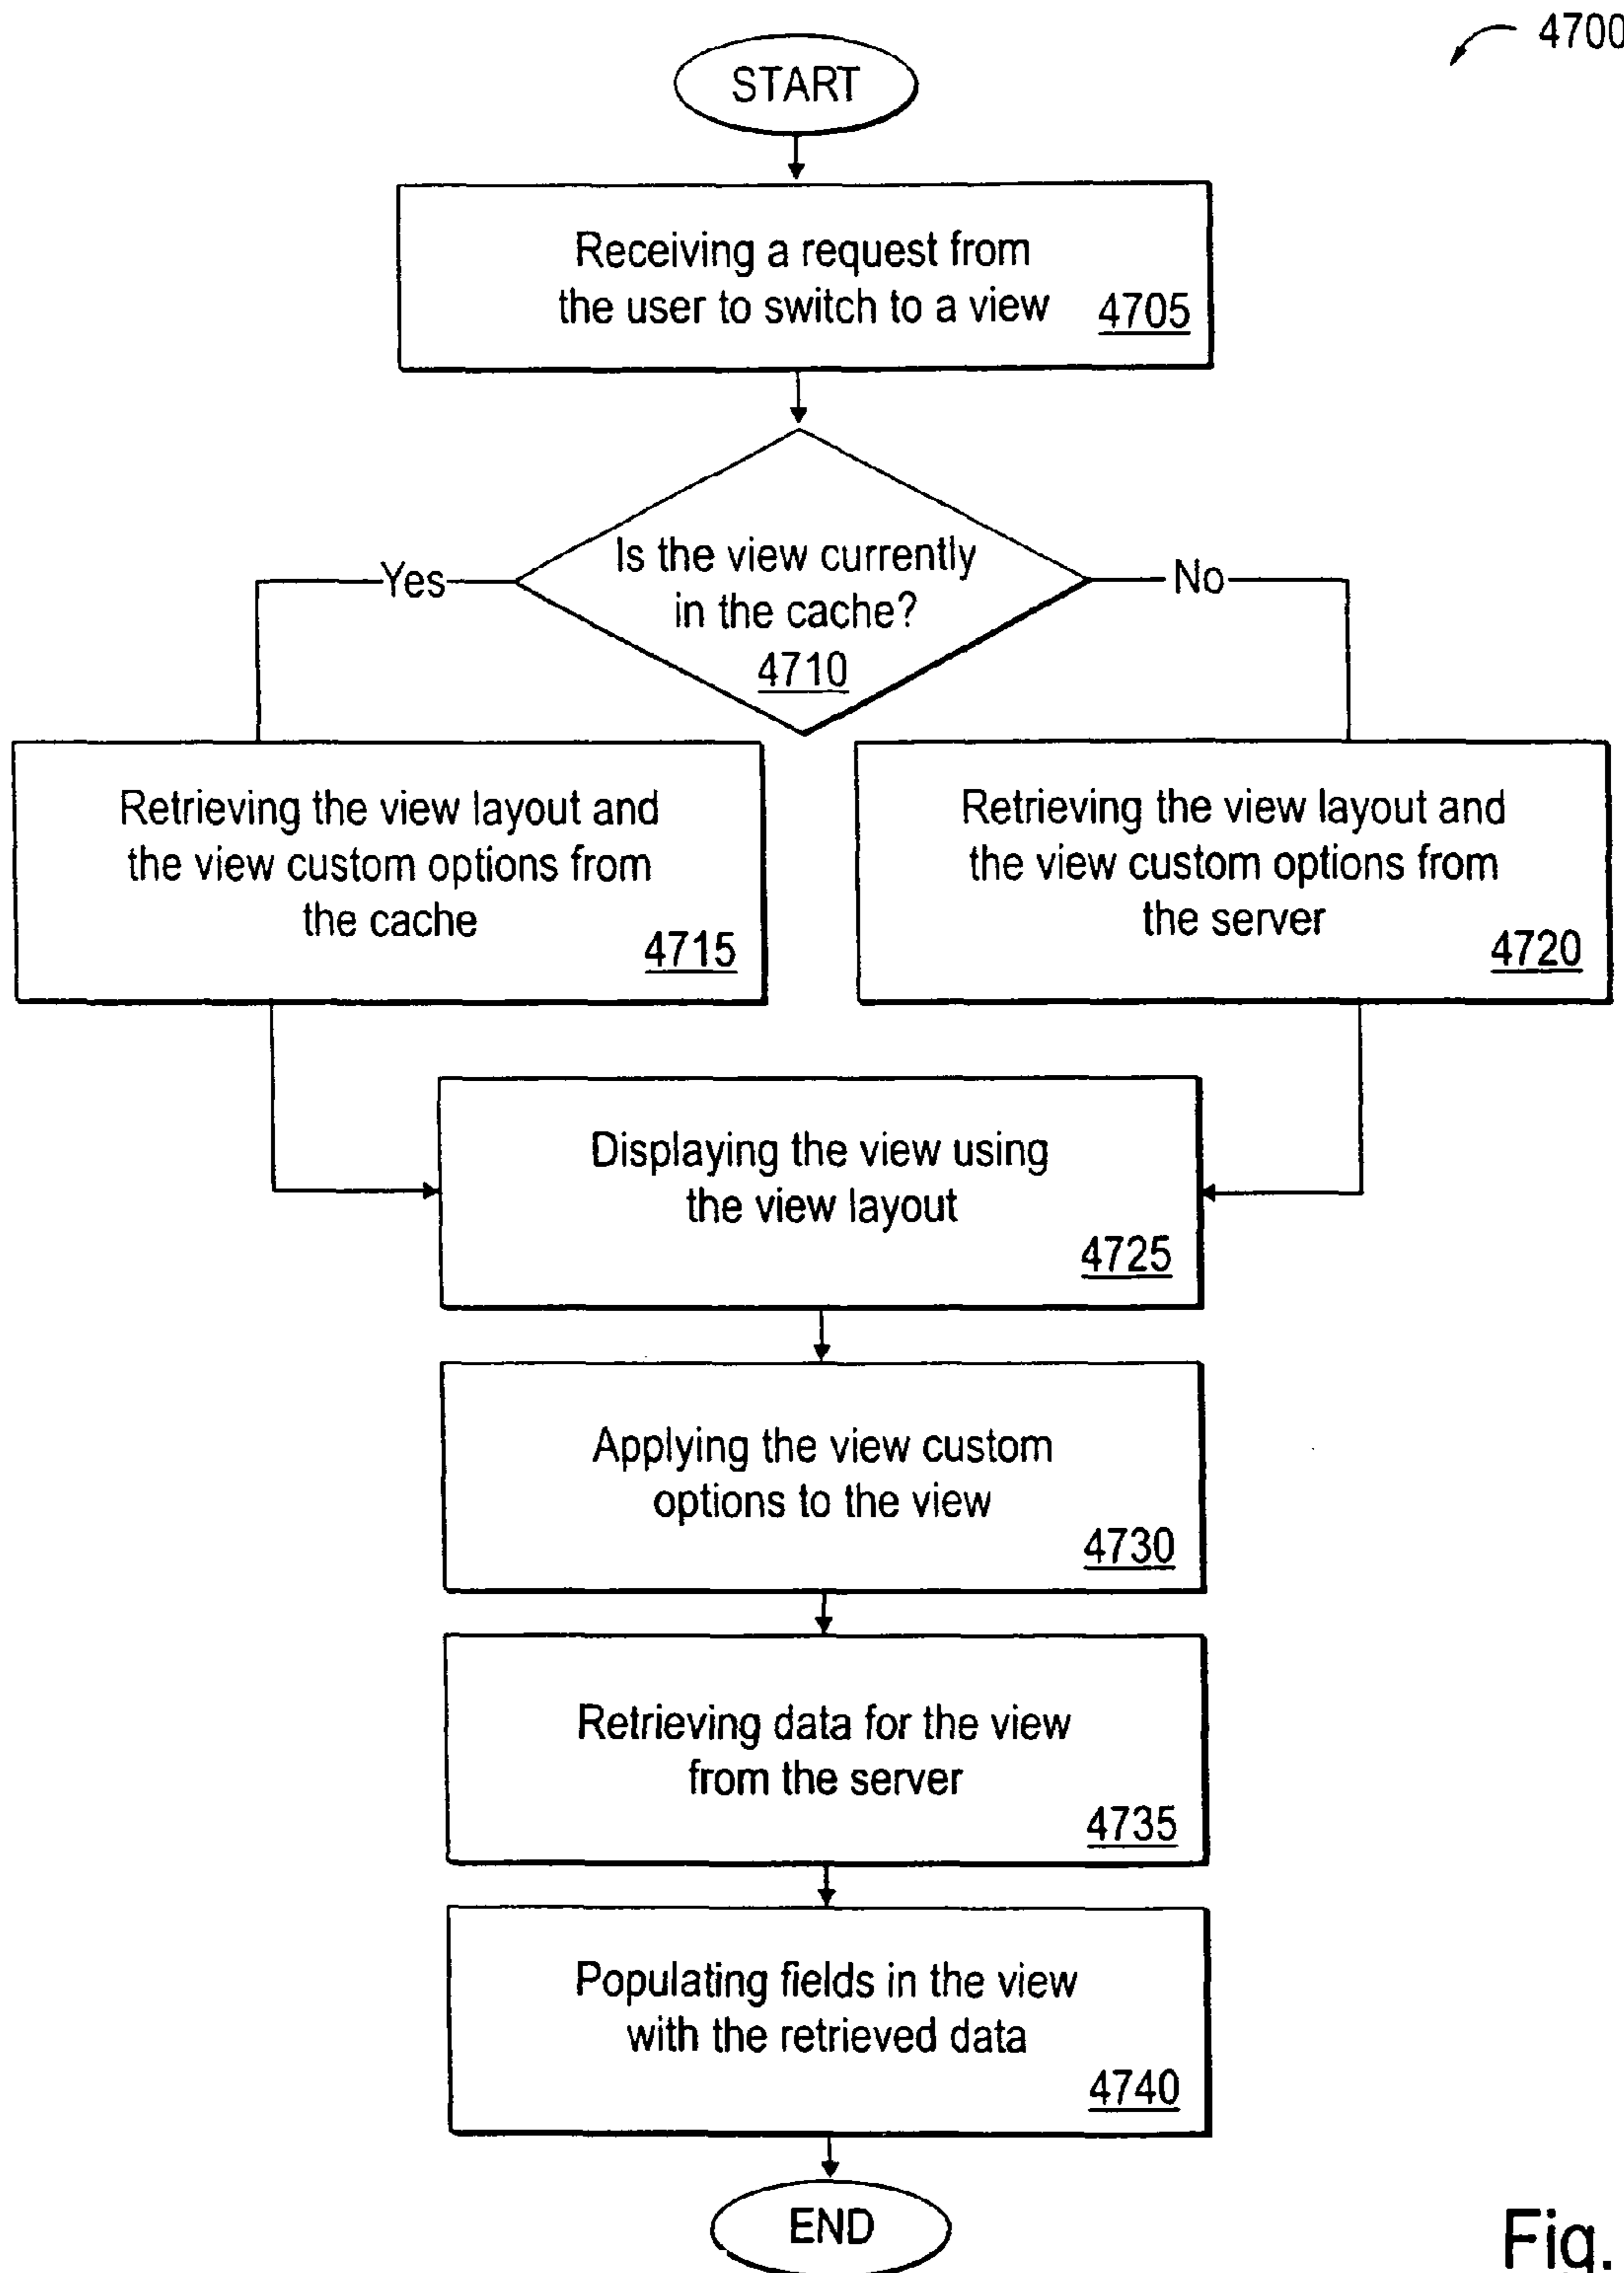 4700
START
Receiving a request from
the user to switch to a view 4705
Is the view currently
in the cache?
4710
Yes
No
Retrieving the view layout and
the view custom options from
the cache
4715
Retrieving the view layout and
the view custom options from
the server
4720
Displaying the view using
the view layout
4725
Applying the view custom
options to the view
4730
Retrieving data for the view
from the server
4735
Populating fields in the view
with the retrieved data
4740
END
Fig.